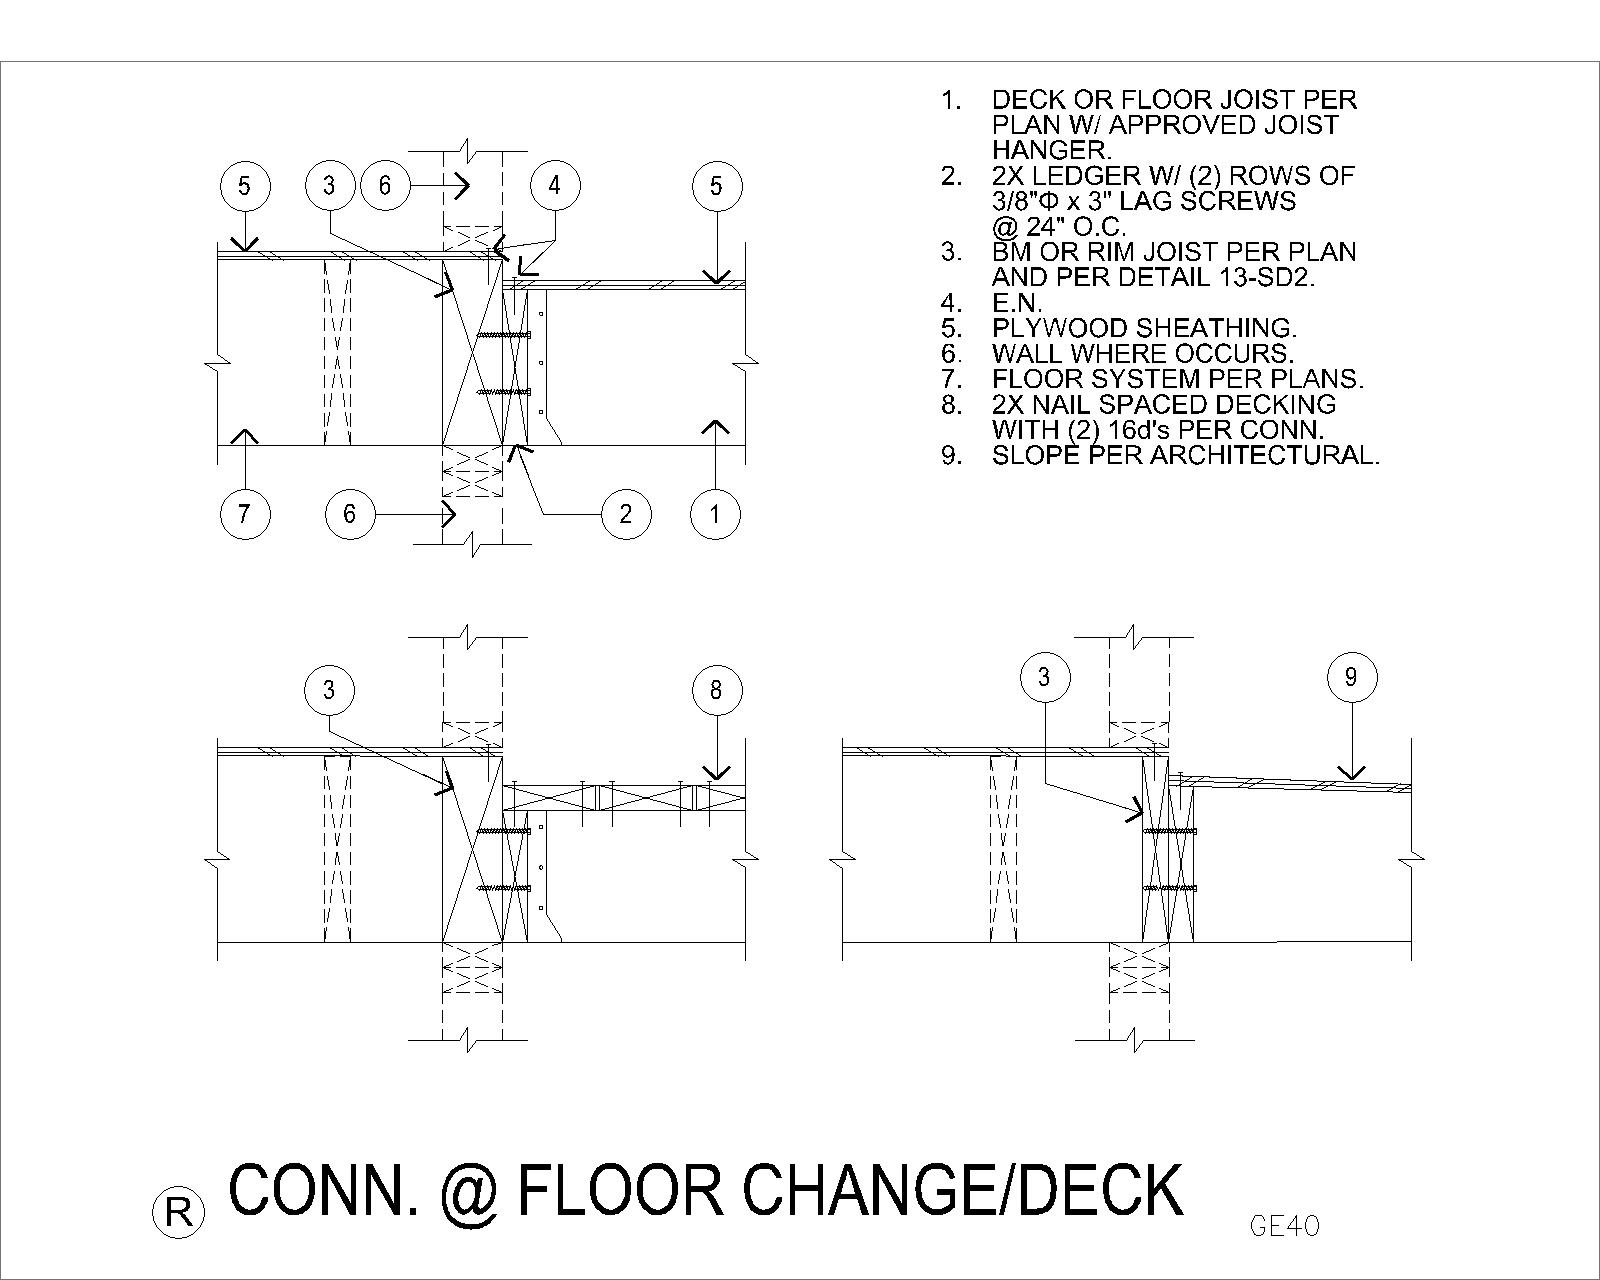 1. DECK OR FLOOR JOIST PER
PLAN W/ APPROVED JOIST
HANGER.
2. 2X LEDGER W/ (2) ROWS OF
3/8"Φ x 3" LAG SCREWS
@ 24" O.C.
3. BM OR RIM JOIST PER PLAN
AND PER DETAIL 13-SD2.
4. E.N.
5. PLYWOOD SHEATHING.
6. WALL WHERE OCCURS.
7. FLOOR SYSTEM PER PLANS.
8. 2X NAIL SPACED DECKING
WITH (2) 16d's PER CONN.
9. SLOPE PER ARCHITECTURAL.
5 3 6 4 5
7 6 2 1
3 8
3 9
R CONN. @ FLOOR CHANGE/DECK
GE40